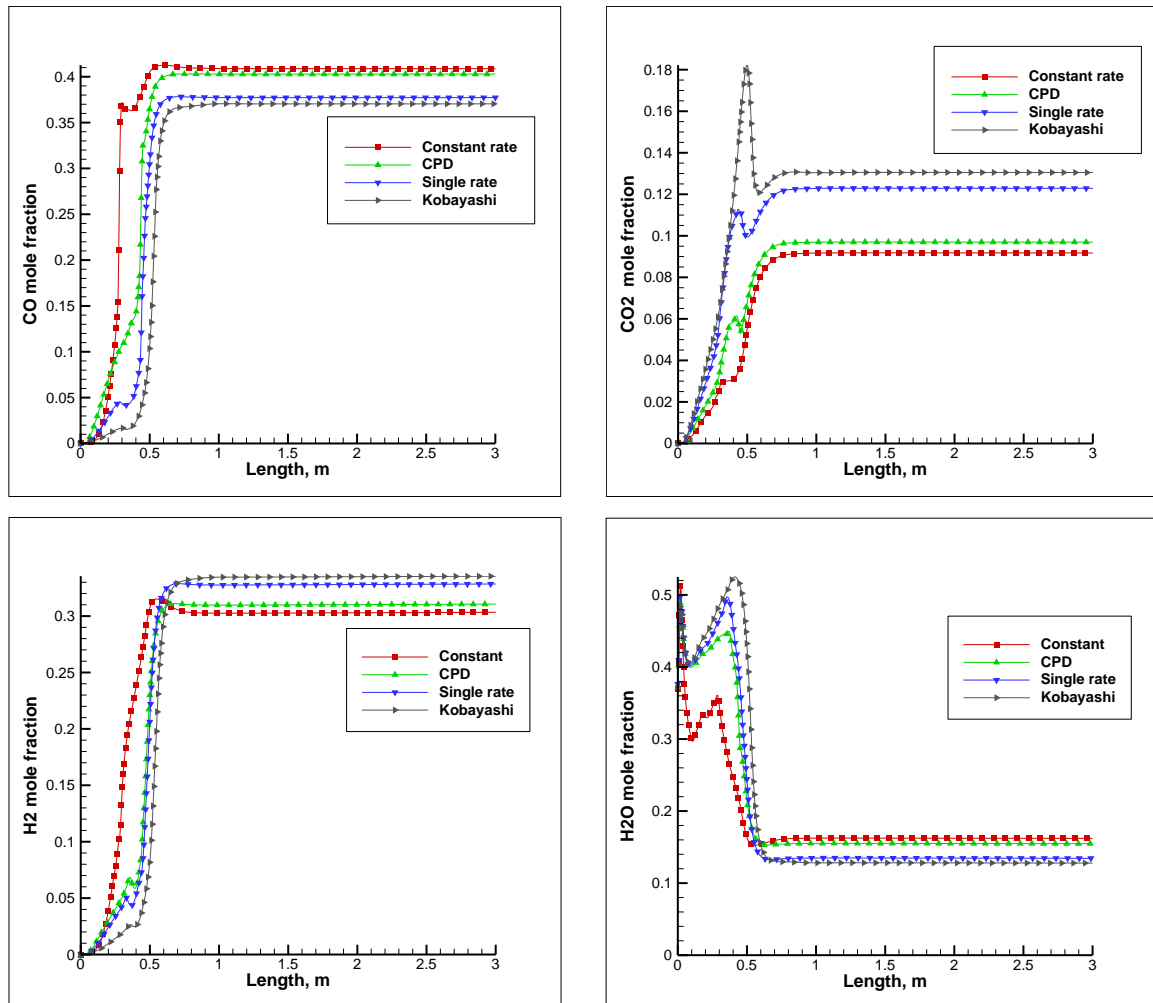 0.4
0.35
0.3
0.25
0.2
0.15
0.1
0.05
0
CO mole fraction
Constant rate
CPD
Single rate
Kobayashi
0 0.5 1 1.5 2 2.5 3
Length, m
0.18
0.16
0.14
0.12
0.1
0.08
0.06
0.04
0.02
0
CO2 mole fraction
Constant rate
CPD
Single rate
Kobayashi
0 0.5 1 1.5 2 2.5 3
Length, m
0.3
0.25
0.2
0.15
0.1
0.05
0
H2 mole fraction
Constant
CPD
Single rate
Kobayashi
0 0.5 1 1.5 2 2.5 3
Length, m
0.5
0.4
0.3
0.2
0.1
0
H2O mole fraction
Constant
CPD
Single rate
Kobayashi
0 0.5 1 1.5 2 2.5 3
Length, m